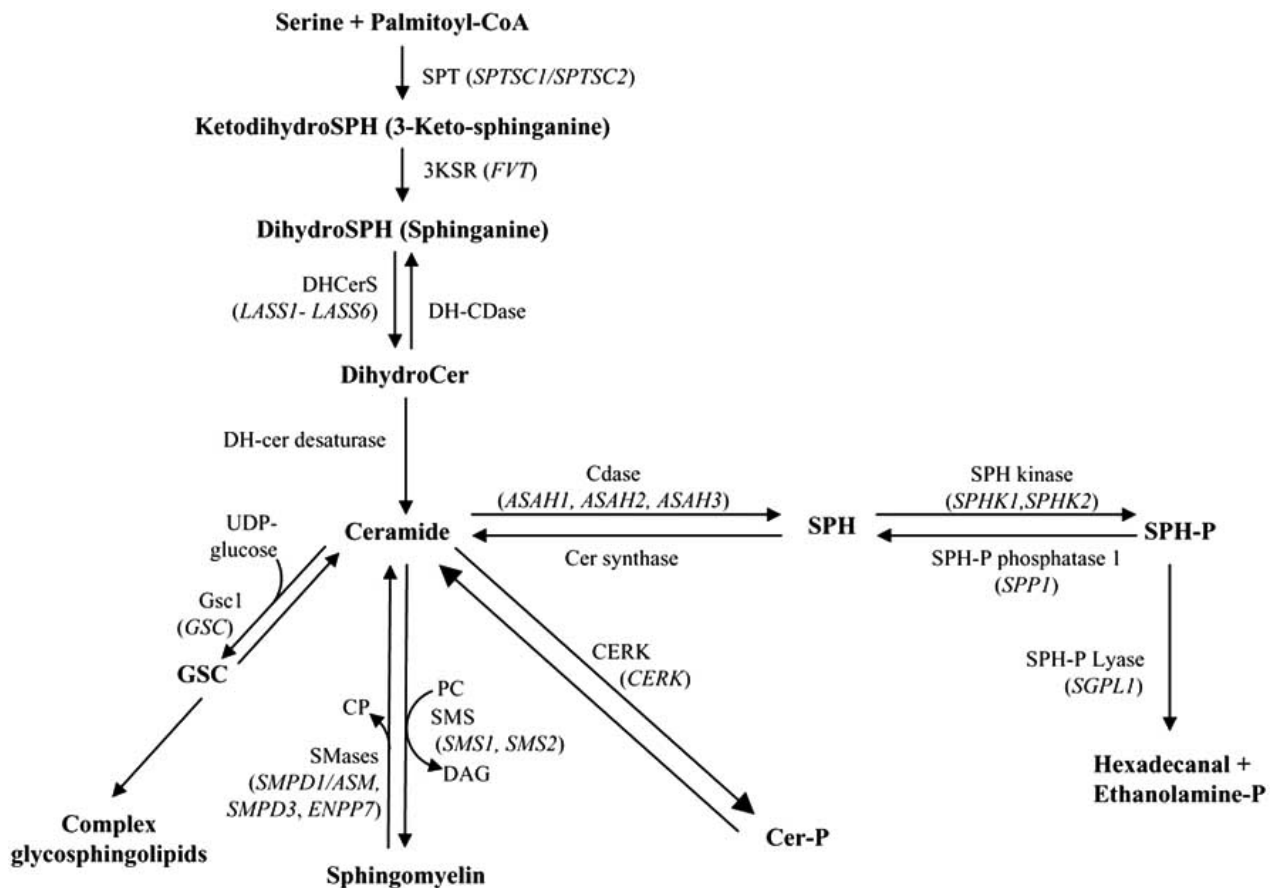 Serine + Palmitoyl-CoA
SPT (SPTSC1/SPTSC2)
KetodihydroSPH (3-Keto-sphinganine)
3KSR (FVT)
DihydroSPH (Sphinganine)
DHCerS
(LASS1- LASS6)
DH-CDase
DihydroCer
DH-cer desaturase
Cdase
(ASAH1, ASAH2, ASAH3)
SPH kinase
(SPHK1,SPHK2)
UDP-
glucose
Ceramide
SPH
SPH-P
Cer synthase
SPH-P phosphatase 1
(SPP1)
Gsc1
(GSC)
GSC
CERK
(CERK)
SPH-P Lyase
(SGPL1)
CP
PC
SMS
(SMS1, SMS2)
DAG
SMases
(SMPD1/ASM,
SMPD3, ENPP7)
Hexadecanal +
Ethanolamine-P
Complex
glycosphingolipids
Cer-P
Sphingomyelin